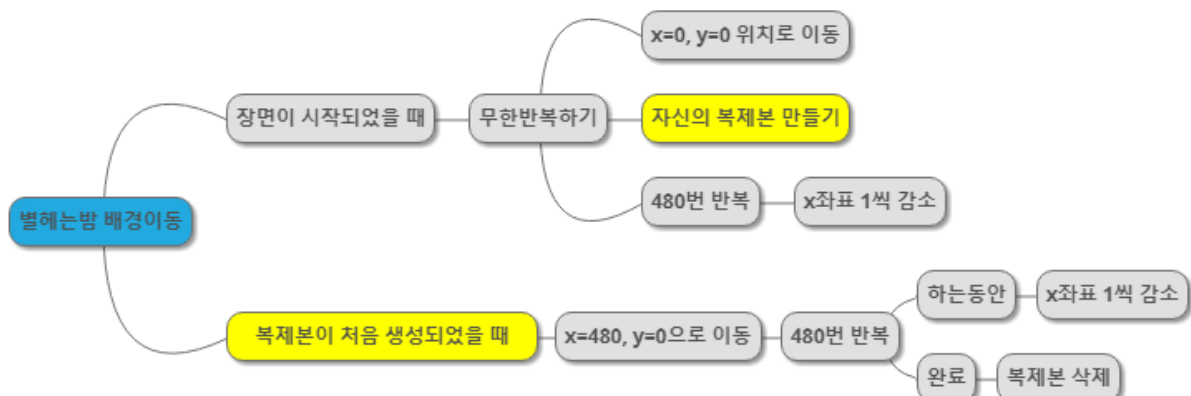 별헤는밤 배경이동
장면이 시작되었을 때
무한반복하기
x=0, y=0 위치로 이동
자신의 복제본 만들기
480번 반복
x좌표 1씩 감소
복제본이 처음 생성되었을 때
x=480, y=0으로 이동
480번 반복
하는동안
x좌표 1씩 감소
완료
복제본 삭제